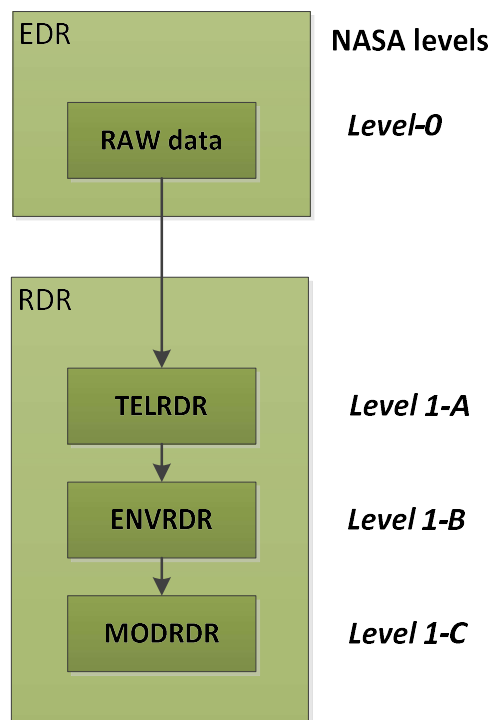 EDR
NASA levels
RAW data
Level-0
RDR
TELRDR
Level 1-A
ENVRDR
Level 1-B
MODRDR
Level 1-C